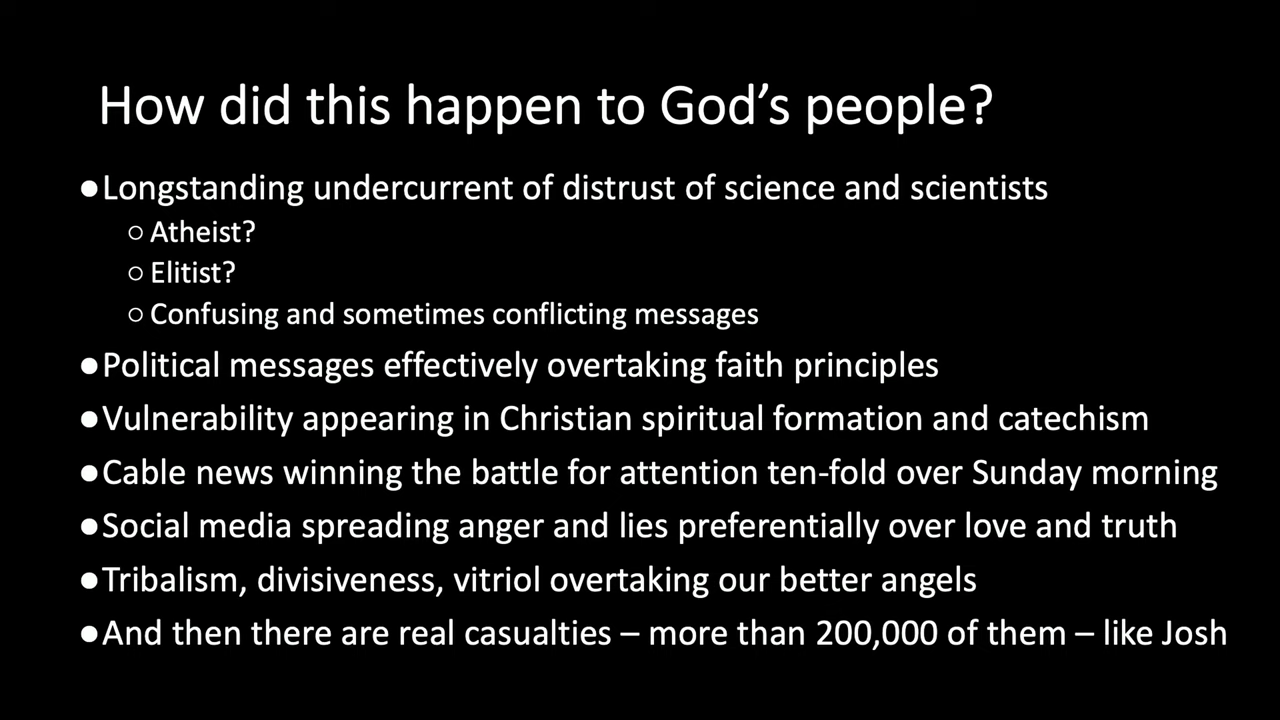 How did this happen to God’s people?
●Longstanding undercurrent of distrust of science and scientists
○ Atheist?
○ Elitist?
○ Confusing and sometimes conflicting messages
●Political messages effectively overtaking faith principles
●Vulnerability appearing in Christian spiritual formation and catechism
●Cable news winning the battle for attention ten-fold over Sunday morning
●Social media spreading anger and lies preferentially over love and truth
●Tribalism, divisiveness, vitriol overtaking our better angels
●And then there are real casualties – more than 200,000 of them – like Josh